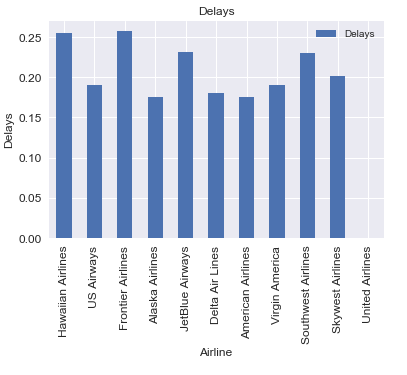 Delays
Delays
Delays
0.25
0.20
0.15
0.10
0.05
0.00
Hawaiian Airlines
US Airways
Frontier Airlines
Alaska Airlines
JetBlue Airways
Delta Air Lines
American Airlines
Virgin America
Southwest Airlines
Skywest Airlines
United Airlines
Airline